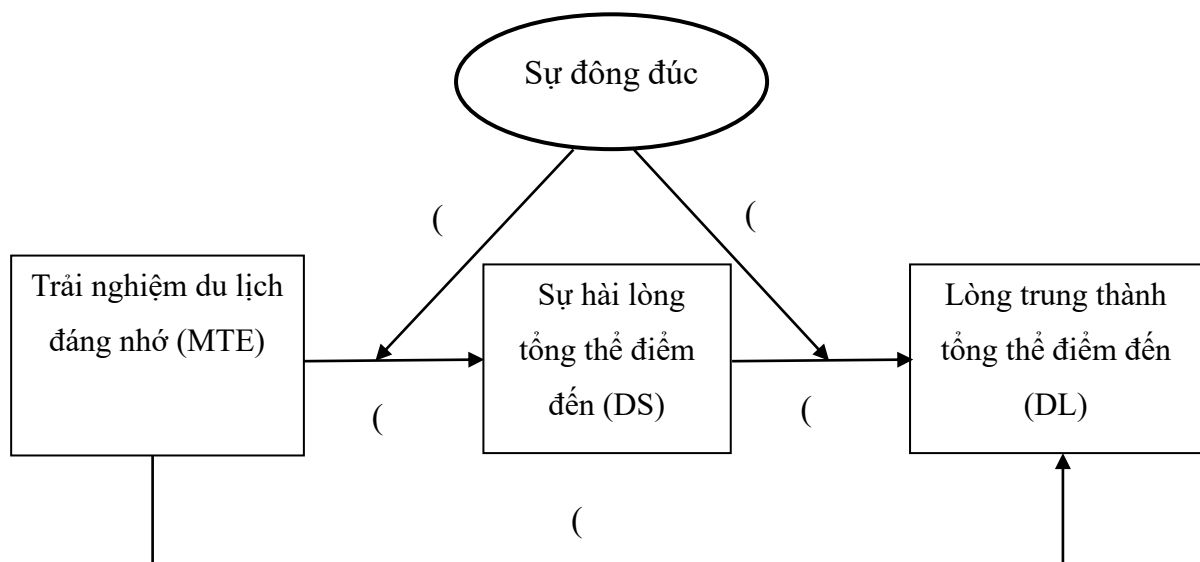 Sự đông đúc
(
(
Trải nghiệm du lịch
đáng nhớ (MTE)
Sự hài lòng
tổng thể điểm
đến (DS)
Lòng trung thành
tổng thể điểm đến
(DL)
(
(
(